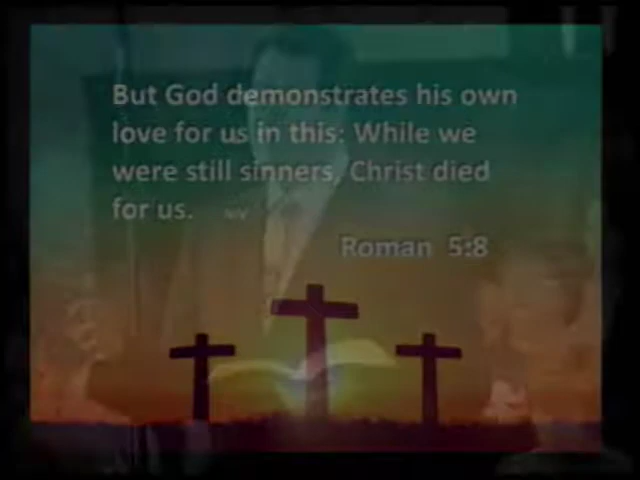 But God demonstrates his own
love for us in this: While we
were still sinners, Christ died
for us. NIV
Roman 5:8